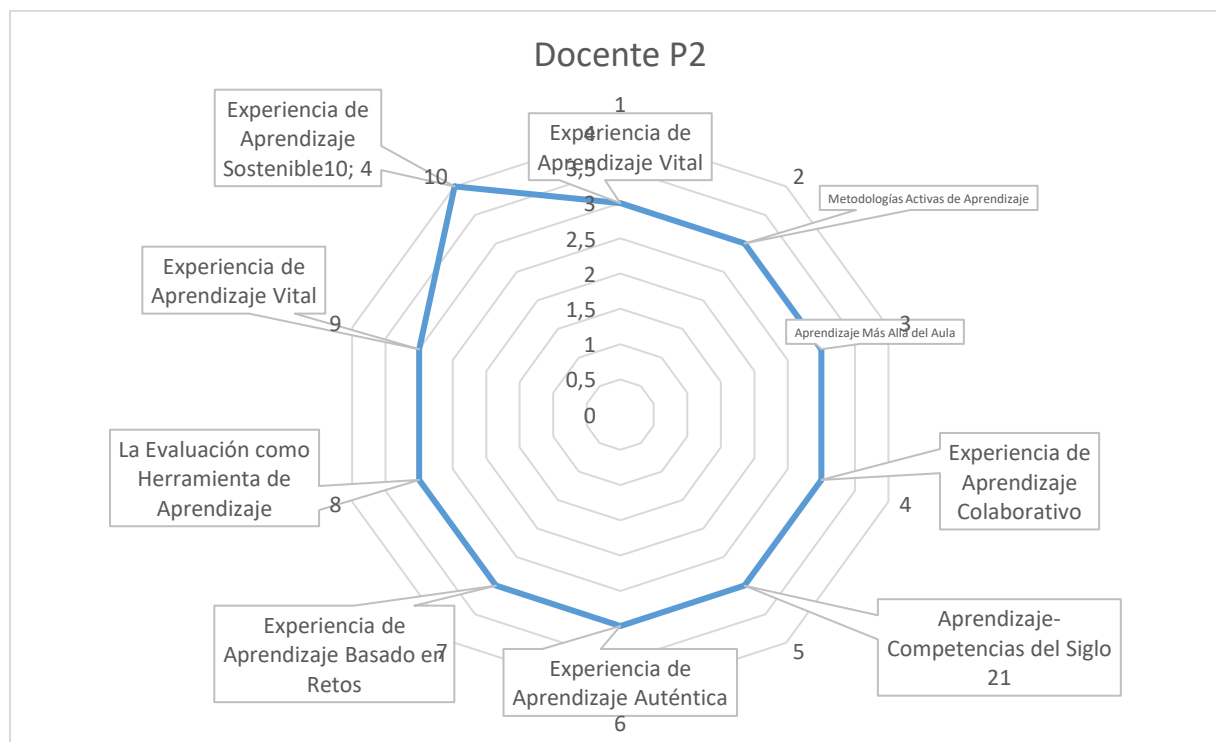 Docente P2
1
Experiencia de
Aprendizaje
Sostenible10; 4
Experiencia de
Aprendizaje Vital
4
3,5
3
2,5
2
1,5
1
0,5
0
10
2
Metodologías Activas de Aprendizaje
Experiencia de
Aprendizaje Vital
9
3
Aprendizaje Más Allá del Aula
La Evaluación como
Herramienta de
Aprendizaje
8
Experiencia de
Aprendizaje
Colaborativo
4
Experiencia de
Aprendizaje Basado en
Retos
7
Experiencia de
Aprendizaje Auténtica
6
5
Aprendizaje-
Competencias del Siglo
21